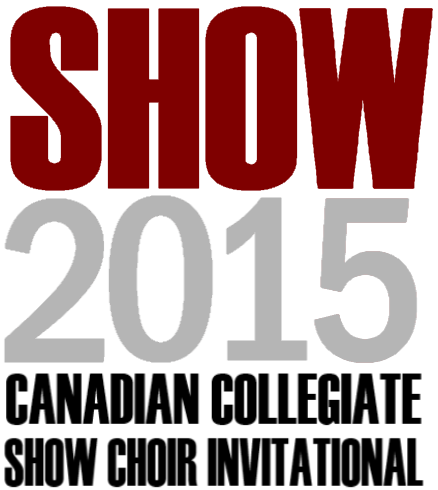 SHOW
2015
CANADIAN COLLEGIATE
SHOW CHOIR INVITATIONAL